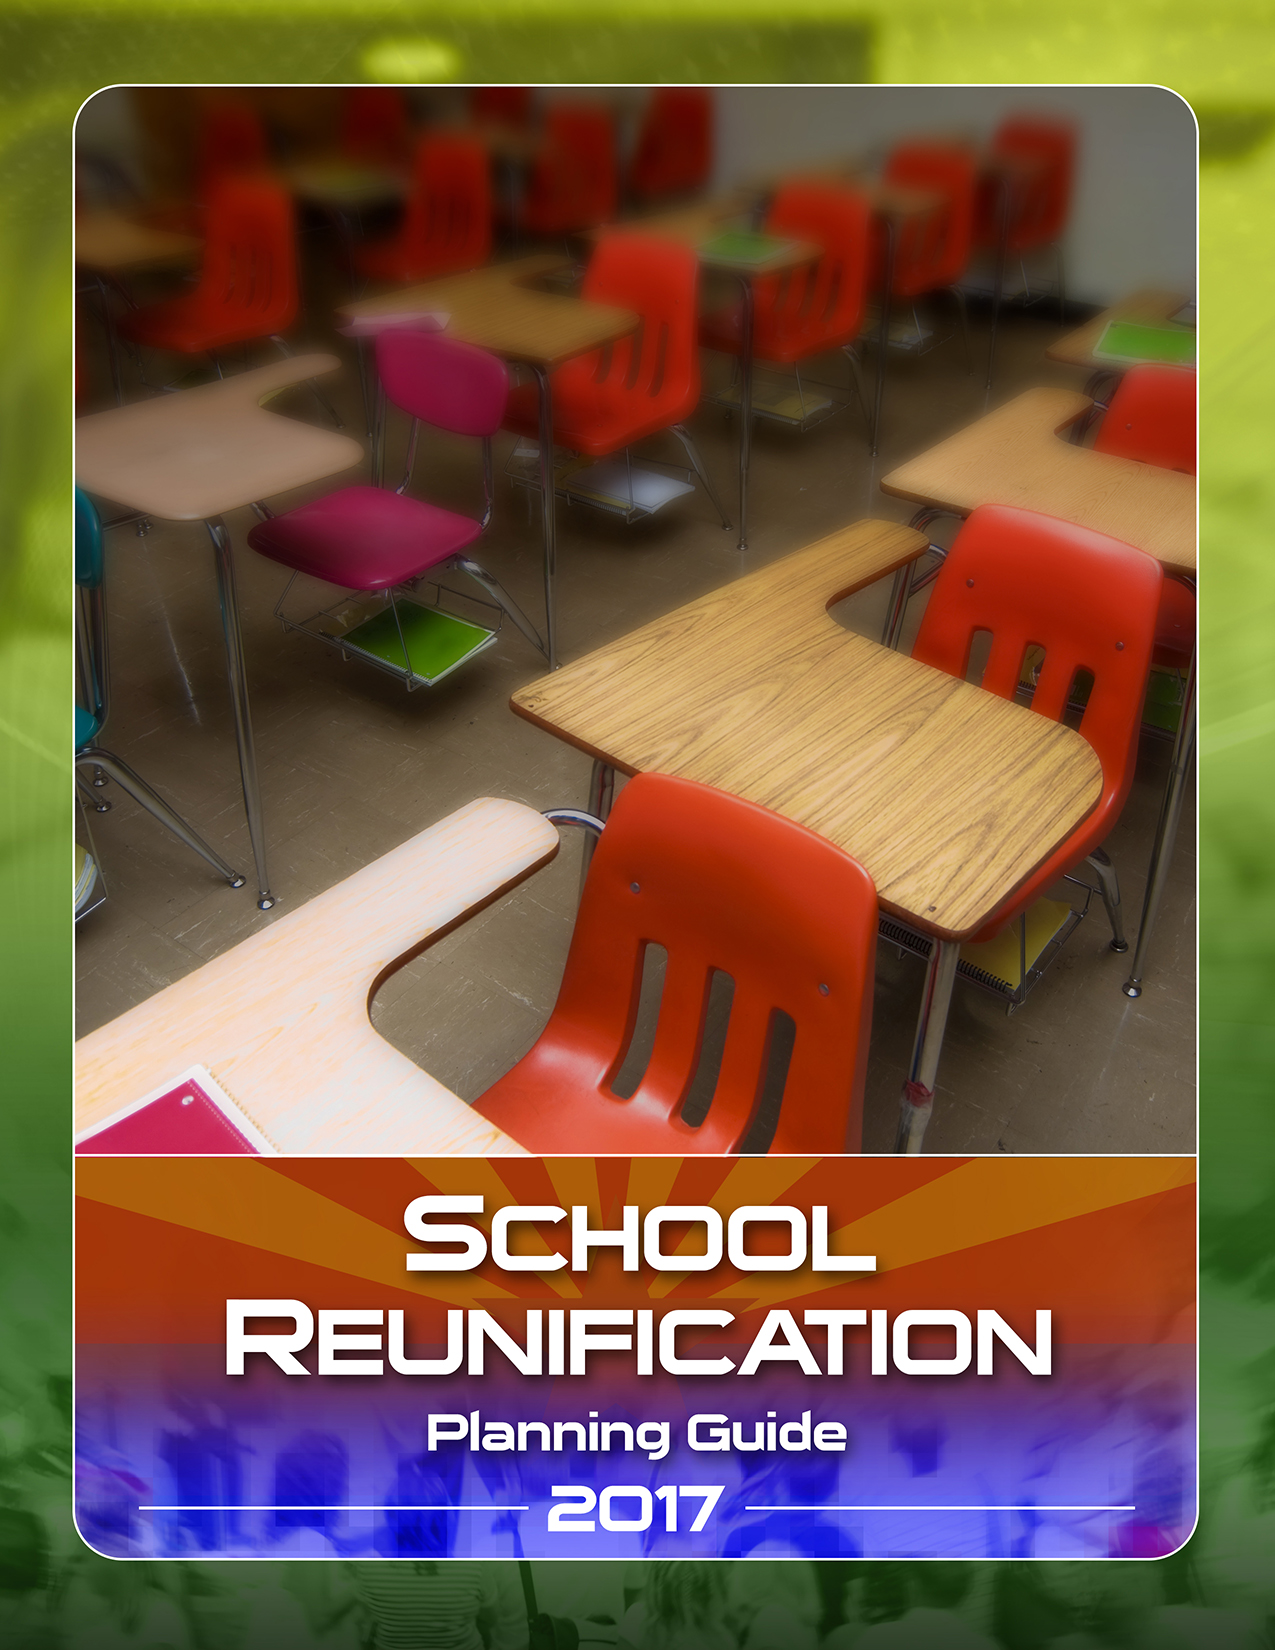 School
Reunification
Planning Guide
2017